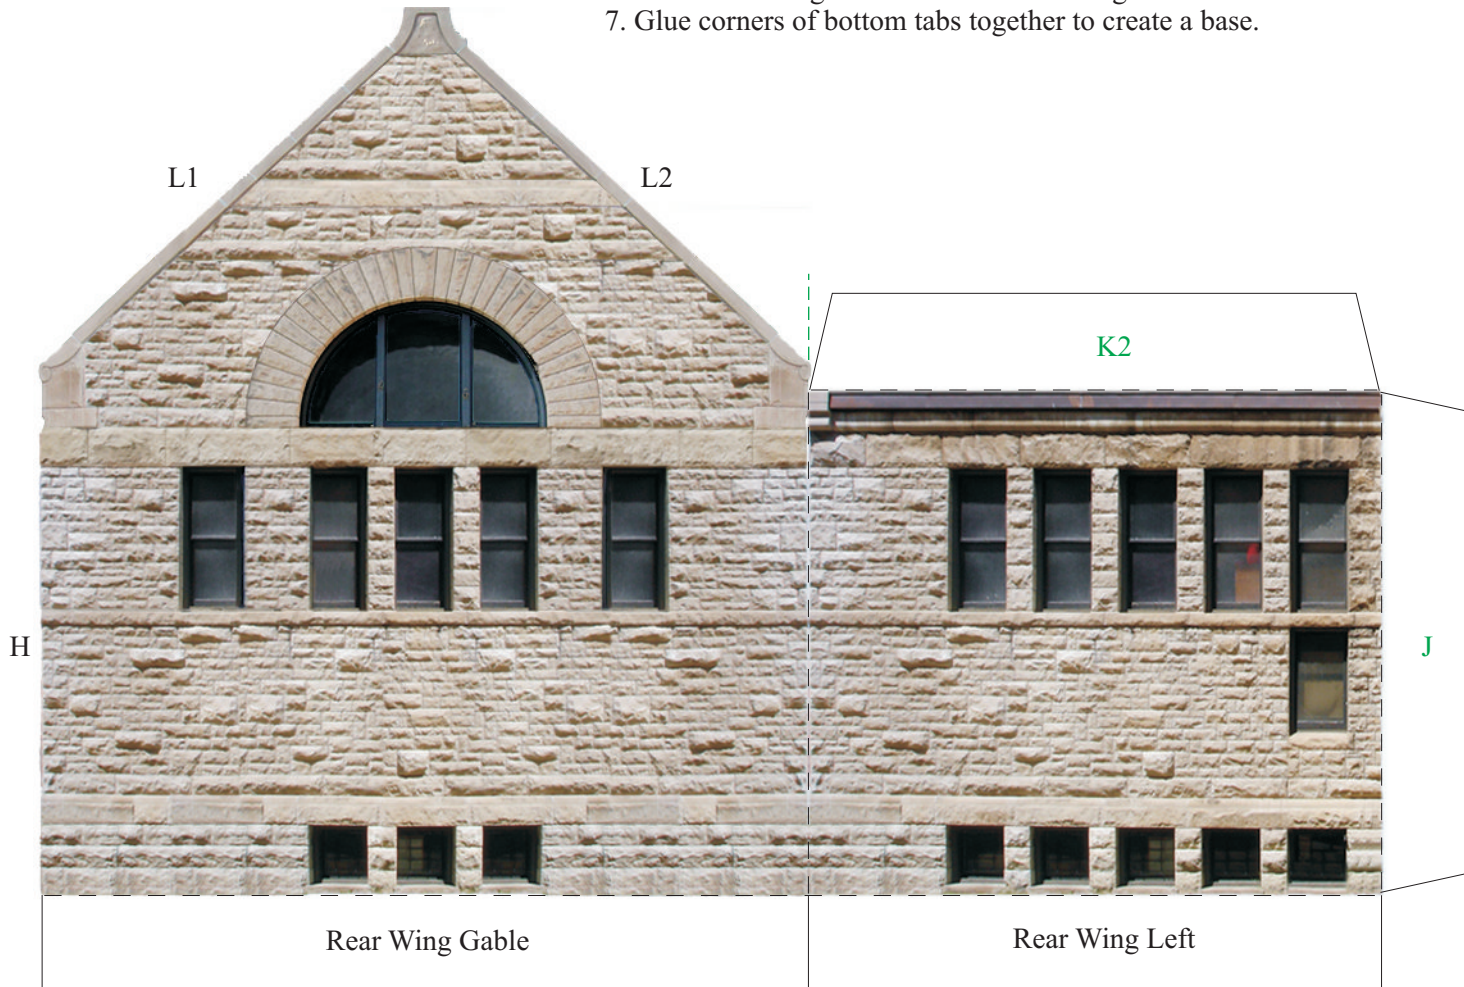 7. Glue corners of bottom tabs together to create a base.
L1
L2
K2
H
J
Rear Wing Gable
Rear Wing Left